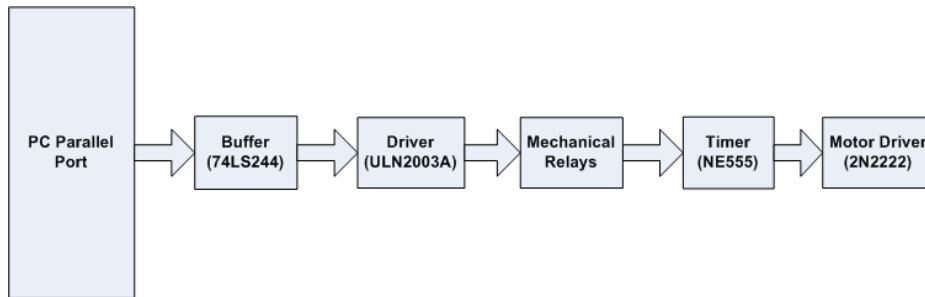 PC Parallel
Port
Buffer
(74LS244)
Driver
(ULN2003A)
Mechanical
Relays
Timer
(NE555)
Motor Driver
(2N2222)